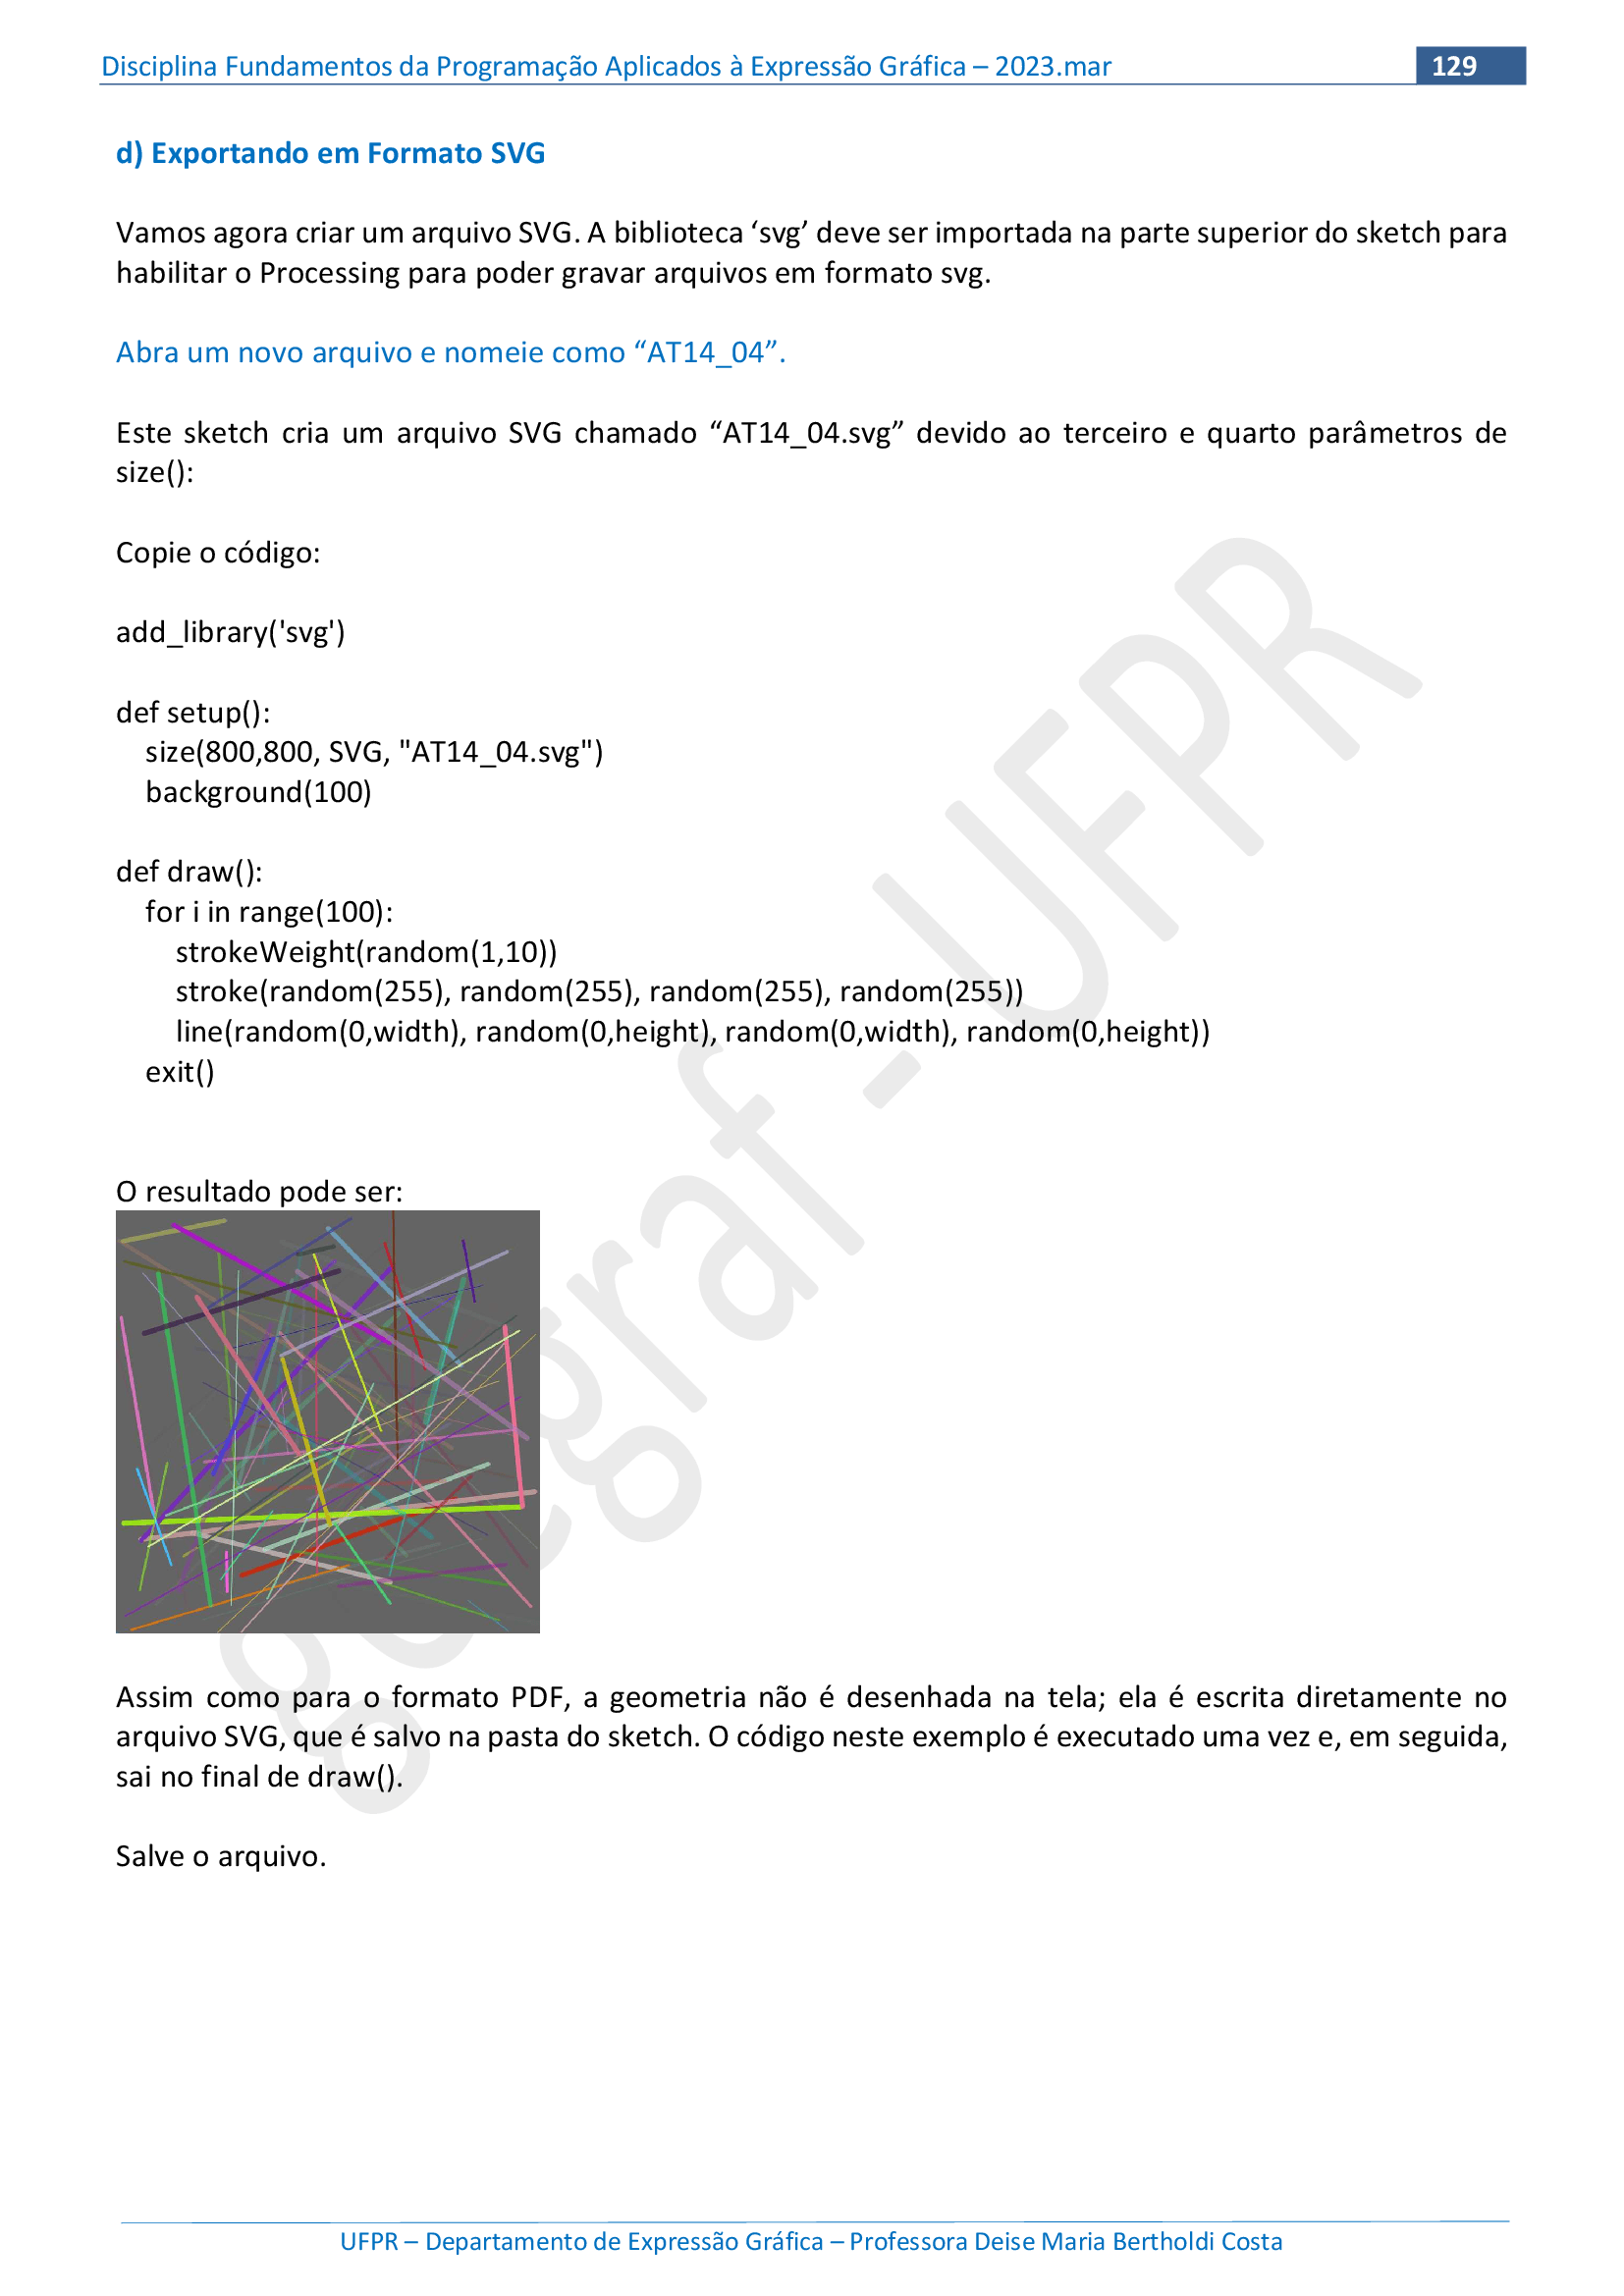 Disciplina Fundamentos da Programação Aplicados à Expressão Gráfica – 2023.mar 129
d) Exportando em Formato SVG
Vamos agora criar um arquivo SVG. A biblioteca ‘svg’ deve ser importada na parte superior do sketch para
habilitar o Processing para poder gravar arquivos em formato svg.
Abra um novo arquivo e nomeie como “AT14_04”.
Este sketch cria um arquivo SVG chamado “AT14_04.svg” devido ao terceiro e quarto parâmetros de
size():
Copie o código:
add_library('svg')
def setup():
    size(800,800, SVG, "AT14_04.svg")
    background(100)
def draw():
    for i in range(100):
        strokeWeight(random(1,10))
        stroke(random(255), random(255), random(255), random(255))
        line(random(0,width), random(0,height), random(0,width), random(0,height))
    exit()
O resultado pode ser:
Assim como para o formato PDF, a geometria não é desenhada na tela; ela é escrita diretamente no
arquivo SVG, que é salvo na pasta do sketch. O código neste exemplo é executado uma vez e, em seguida,
sai no final de draw().
Salve o arquivo.
UFPR – Departamento de Expressão Gráfica – Professora Deise Maria Bertholdi Costa